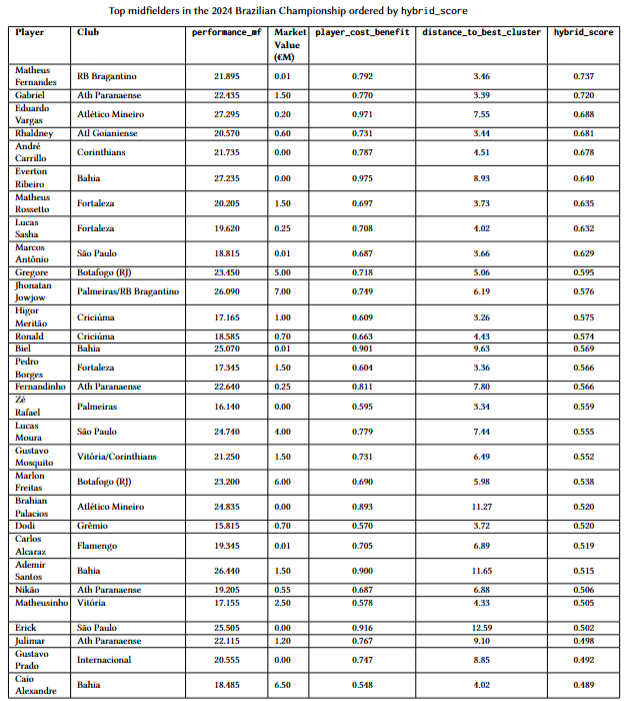 Top midfielders in the 2024 Brazilian Championship ordered by hybrid_score
Player Club performance_mf Market Value (€M) player_cost_benefit distance_to_best_cluster hybrid_score
Matheus Fernandes RB Bragantino 21.895 0.01 0.792 3.46 0.737
Gabriel Ath Paranaense 22.435 1.50 0.770 3.39 0.720
Eduardo Vargas Atlético Mineiro 27.295 0.20 0.971 7.55 0.688
Rhaldney Atl Goianiense 20.570 0.60 0.731 3.44 0.681
André Carrillo Corinthians 21.735 0.00 0.787 4.51 0.678
Everton Ribeiro Bahia 27.235 0.00 0.975 8.93 0.640
Matheus Rossetto Fortaleza 20.205 1.50 0.697 3.73 0.635
Lucas Sasha Fortaleza 19.620 0.25 0.708 4.02 0.632
Marcos Antônio São Paulo 18.815 0.01 0.687 3.66 0.629
Gregore Botafogo (RJ) 23.450 5.00 0.718 5.06 0.595
Jhonatan Jowjow Palmeiras/RB Bragantino 26.090 7.00 0.749 6.19 0.576
Higor Meritão Criciúma 17.165 1.00 0.609 3.26 0.575
Ronald Criciúma 18.585 0.70 0.663 4.43 0.574
Biel Bahia 25.070 0.01 0.901 9.63 0.569
Pedro Borges Fortaleza 17.345 1.50 0.604 3.36 0.566
Fernandinho Ath Paranaense 22.640 0.25 0.811 7.80 0.566
Zé Rafael Palmeiras 16.140 0.00 0.595 3.34 0.559
Lucas Moura São Paulo 24.740 4.00 0.779 7.44 0.555
Gustavo Mosquito Vitória/Corinthians 21.250 1.50 0.731 6.49 0.552
Marlon Freitas Botafogo (RJ) 23.200 6.00 0.690 5.98 0.538
Brahian Palacios Atlético Mineiro 24.835 0.00 0.893 11.27 0.520
Dodi Grêmio 15.815 0.70 0.570 3.72 0.520
Carlos Alcaraz Flamengo 19.345 0.01 0.705 6.89 0.519
Ademir Santos Bahia 26.440 1.50 0.900 11.65 0.515
Nikão Ath Paranaense 19.205 0.55 0.687 6.88 0.506
Matheusinho Vitória 17.155 2.50 0.578 4.33 0.505
Erick São Paulo 25.505 0.00 0.916 12.59 0.502
Julimar Ath Paranaense 22.115 1.20 0.767 9.10 0.498
Gustavo Prado Internacional 20.555 0.00 0.747 8.85 0.492
Caio Alexandre Bahia 18.485 6.50 0.548 4.02 0.489